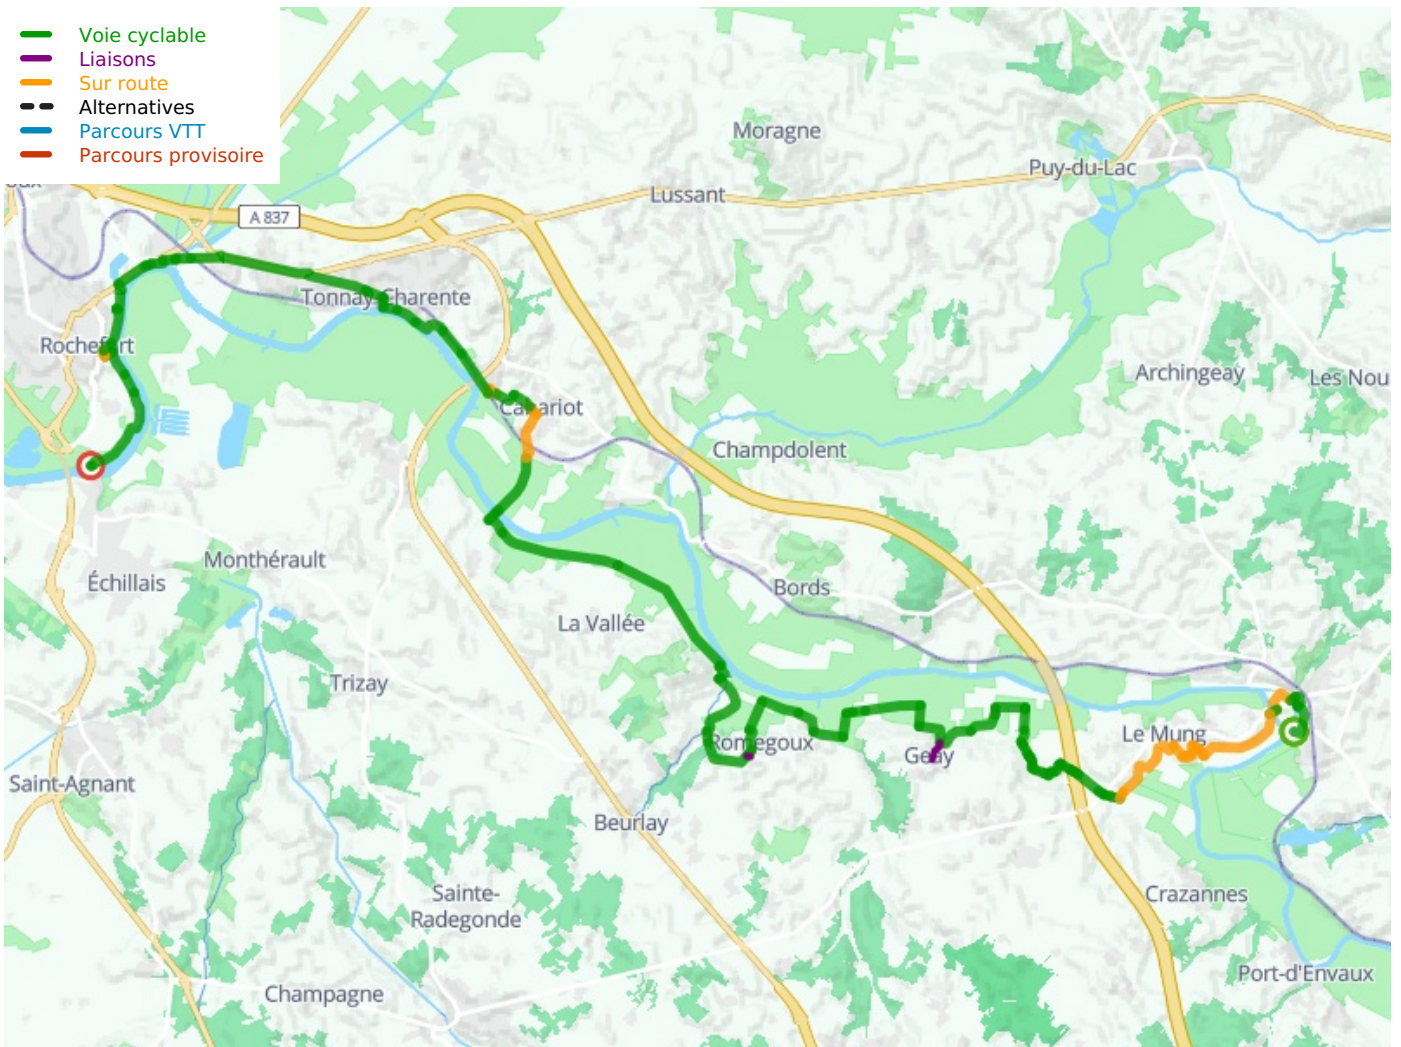 Voie cyclable
Liaisons
Sur route
Alternatives
Parcours VTT
Parcours provisoire
Moragne
Puy-du-Lac
Lussant
A 837
Tonnay-Charente
Rochefort
Archingeay
Les Nou
Cabariot
Champdolent
Monthérault
Échillais
Bords
La Vallée
Trizay
Le Mung
Romegoux
Geay
Saint-Agnant
Beurlay
Sainte-
Radegonde
Crazannes
Port-d'Envaux
Champagne